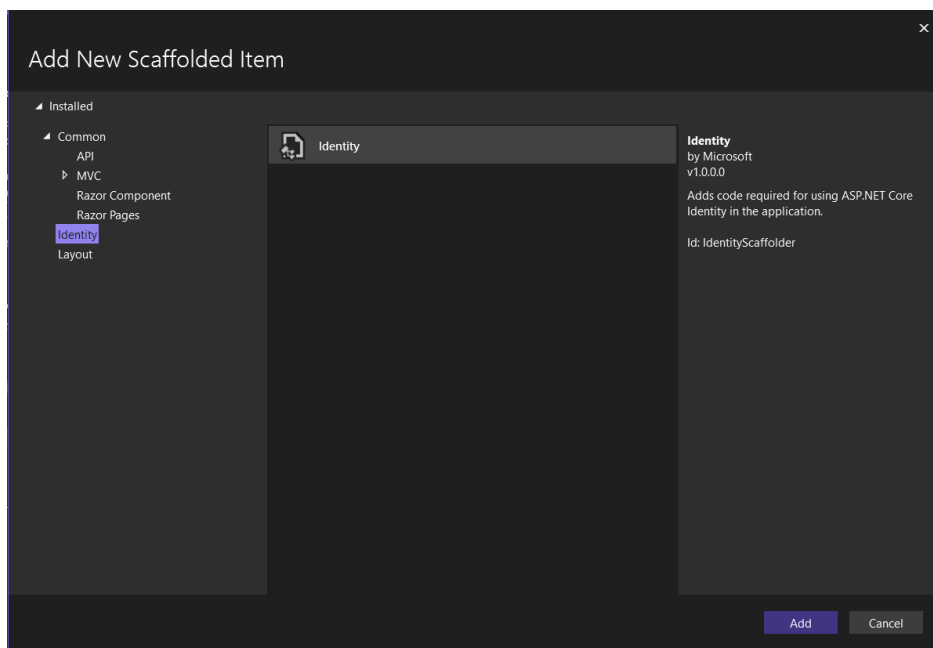 Add New Scaffolded Item
Installed
Common
API
MVC
Razor Component
Razor Pages
Identity
Layout
Identity
Identity
by Microsoft
v1.0.0.0
Adds code required for using ASP.NET Core
Identity in the application.
Id: IdentityScaffolder
Add
Cancel